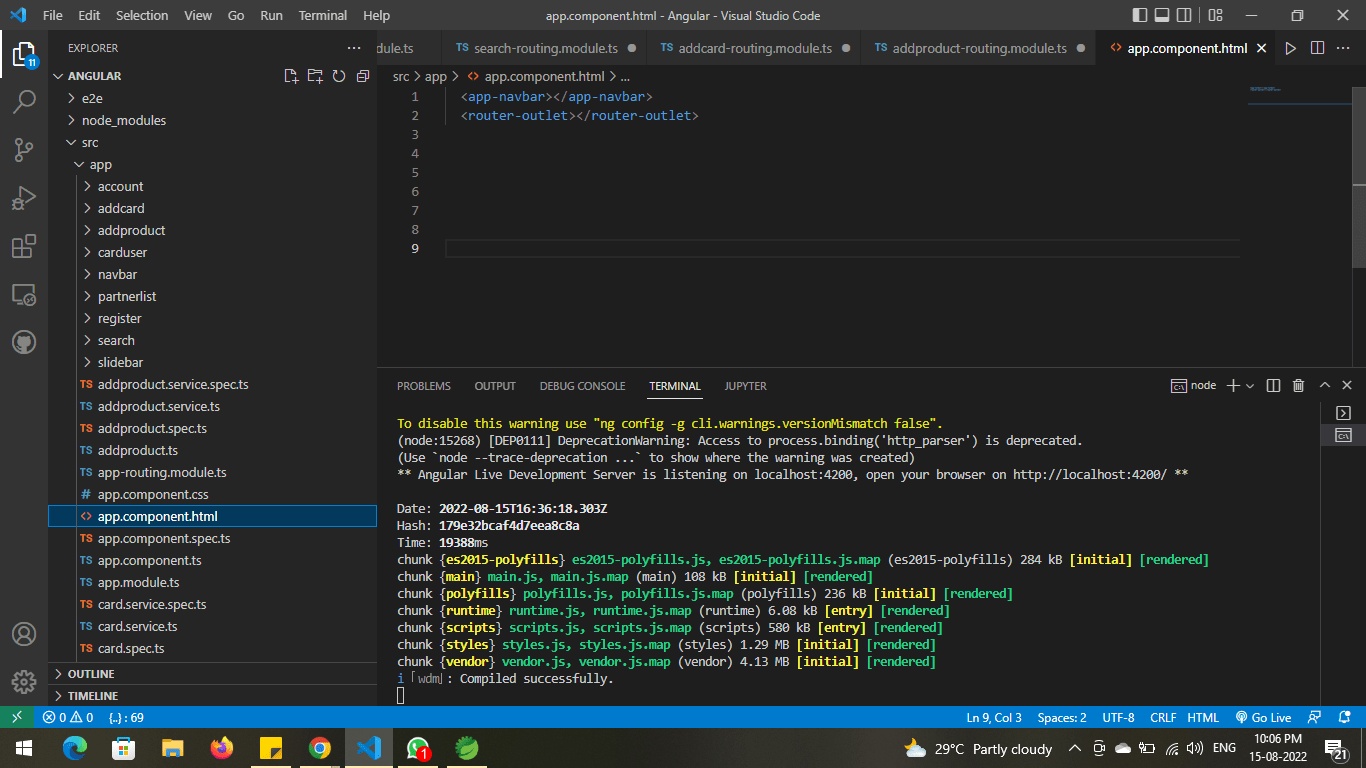 File Edit Selection View Go Run Terminal Help
app.component.html - Angular - Visual Studio Code
11
EXPLORER
ANGULAR
e2e
node_modules
src
app
account
addcard
addproduct
carduser
navbar
partnerlist
register
search
slidebar
TS addproduct.service.spec.ts
TS addproduct.service.ts
TS addproduct.spec.ts
TS addproduct.ts
TS app-routing.module.ts
# app.component.css
<> app.component.html
TS app.component.spec.ts
TS app.component.ts
TS app.module.ts
TS card.service.spec.ts
TS card.service.ts
TS card.spec.ts
OUTLINE
TIMELINE
dule.ts
TS search-routing.module.ts
TS addcard-routing.module.ts
TS addproduct-routing.module.ts
<> app.component.html
src > app > <> app.component.html > ...
1 <app-navbar></app-navbar>
2 <router-outlet></router-outlet>
3
4
5
6
7
8
9
PROBLEMS OUTPUT DEBUG CONSOLE TERMINAL JUPYTER
node
To disable this warning use "ng config -g cli.warnings.versionMismatch false".
(node:15268) [DEP0111] DeprecationWarning: Access to process.binding('http_parser') is deprecated.
(Use `node --trace-deprecation ...` to show where the warning was created)
** Angular Live Development Server is listening on localhost:4200, open your browser on http://localhost:4200/ **
Date: 2022-08-15T16:36:18.303Z
Hash: 179e32bcaf4d7eea8c8a
Time: 19388ms
chunk {es2015-polyfills} es2015-polyfills.js, es2015-polyfills.js.map (es2015-polyfills) 284 kB [initial] [rendered]
chunk {main} main.js, main.js.map (main) 108 kB [initial] [rendered]
chunk {polyfills} polyfills.js, polyfills.js.map (polyfills) 236 kB [initial] [rendered]
chunk {runtime} runtime.js, runtime.js.map (runtime) 6.08 kB [entry] [rendered]
chunk {scripts} scripts.js, scripts.js.map (scripts) 580 kB [entry] [rendered]
chunk {styles} styles.js, styles.js.map (styles) 1.29 MB [initial] [rendered]
chunk {vendor} vendor.js, vendor.js.map (vendor) 4.13 MB [initial] [rendered]
i ｢wdm｣: Compiled successfully.
0 0 {..} : 69
Ln 9, Col 3 Spaces: 2 UTF-8 CRLF HTML Go Live
1
29°C Partly cloudy
ENG
10:06 PM
15-08-2022
21